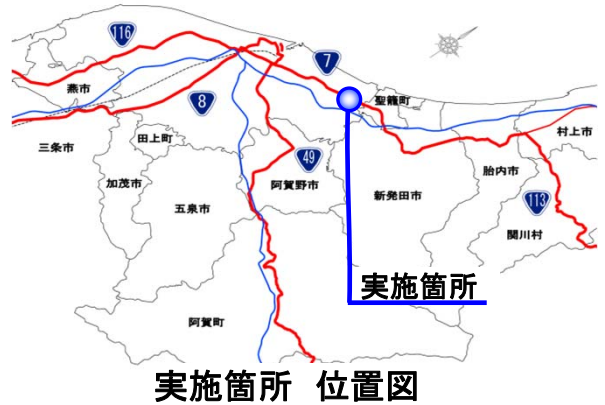 116
7
燕市
8
聖籠町
三条市
田上町
村上市
加茂市
49
阿賀野市
新発田市
胎内市
五泉市
113
関川村
実施箇所
阿賀町
実施箇所 位置図